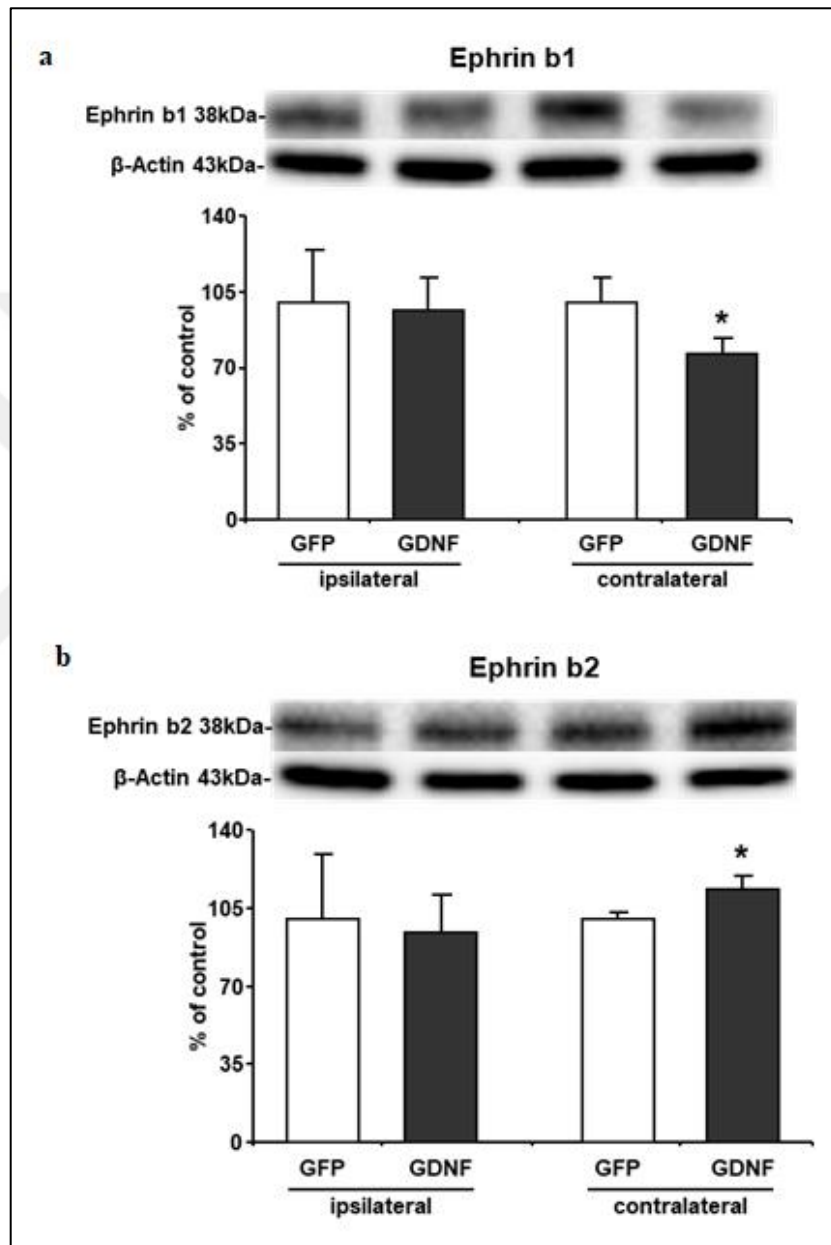 a
Ephrin b1
Ephrin b1 38kDa-
β-Actin 43kDa-
140
105
70
35
0
% of control
*
GFP GDNF GFP GDNF
ipsilateral contralateral
b
Ephrin b2
Ephrin b2 38kDa-
β-Actin 43kDa-
140
105
70
35
0
% of control
*
GFP GDNF GFP GDNF
ipsilateral contralateral